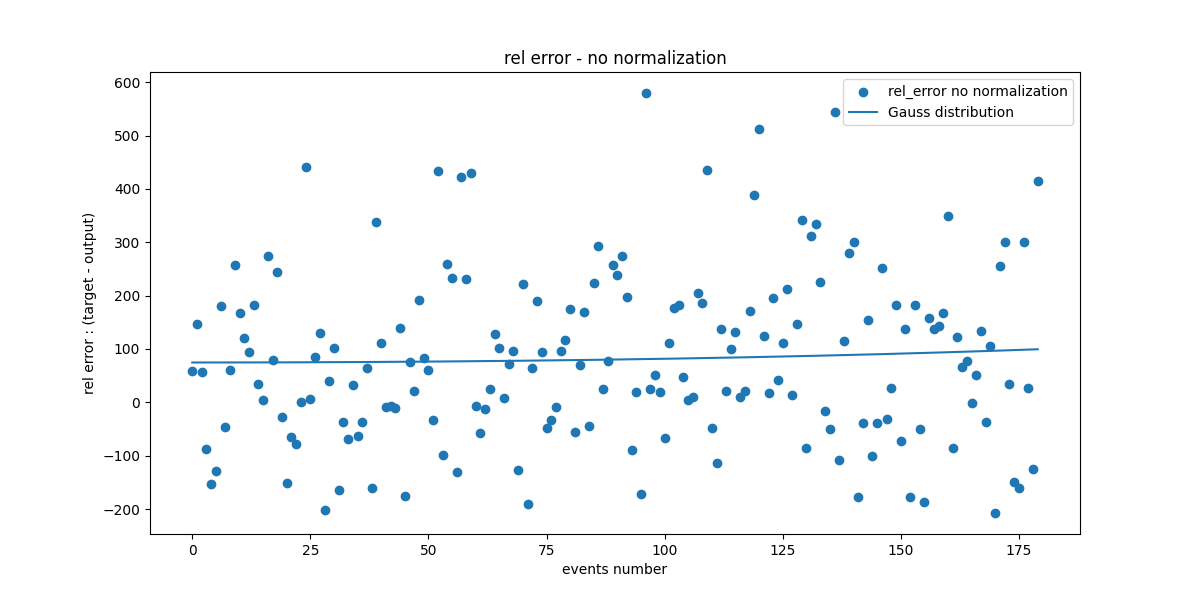 rel error - no normalization
rel_error no normalization
Gauss distribution
600
500
400
300
200
100
0
−100
−200
rel error : (target - output)
0 25 50 75 100 125 150 175
events number